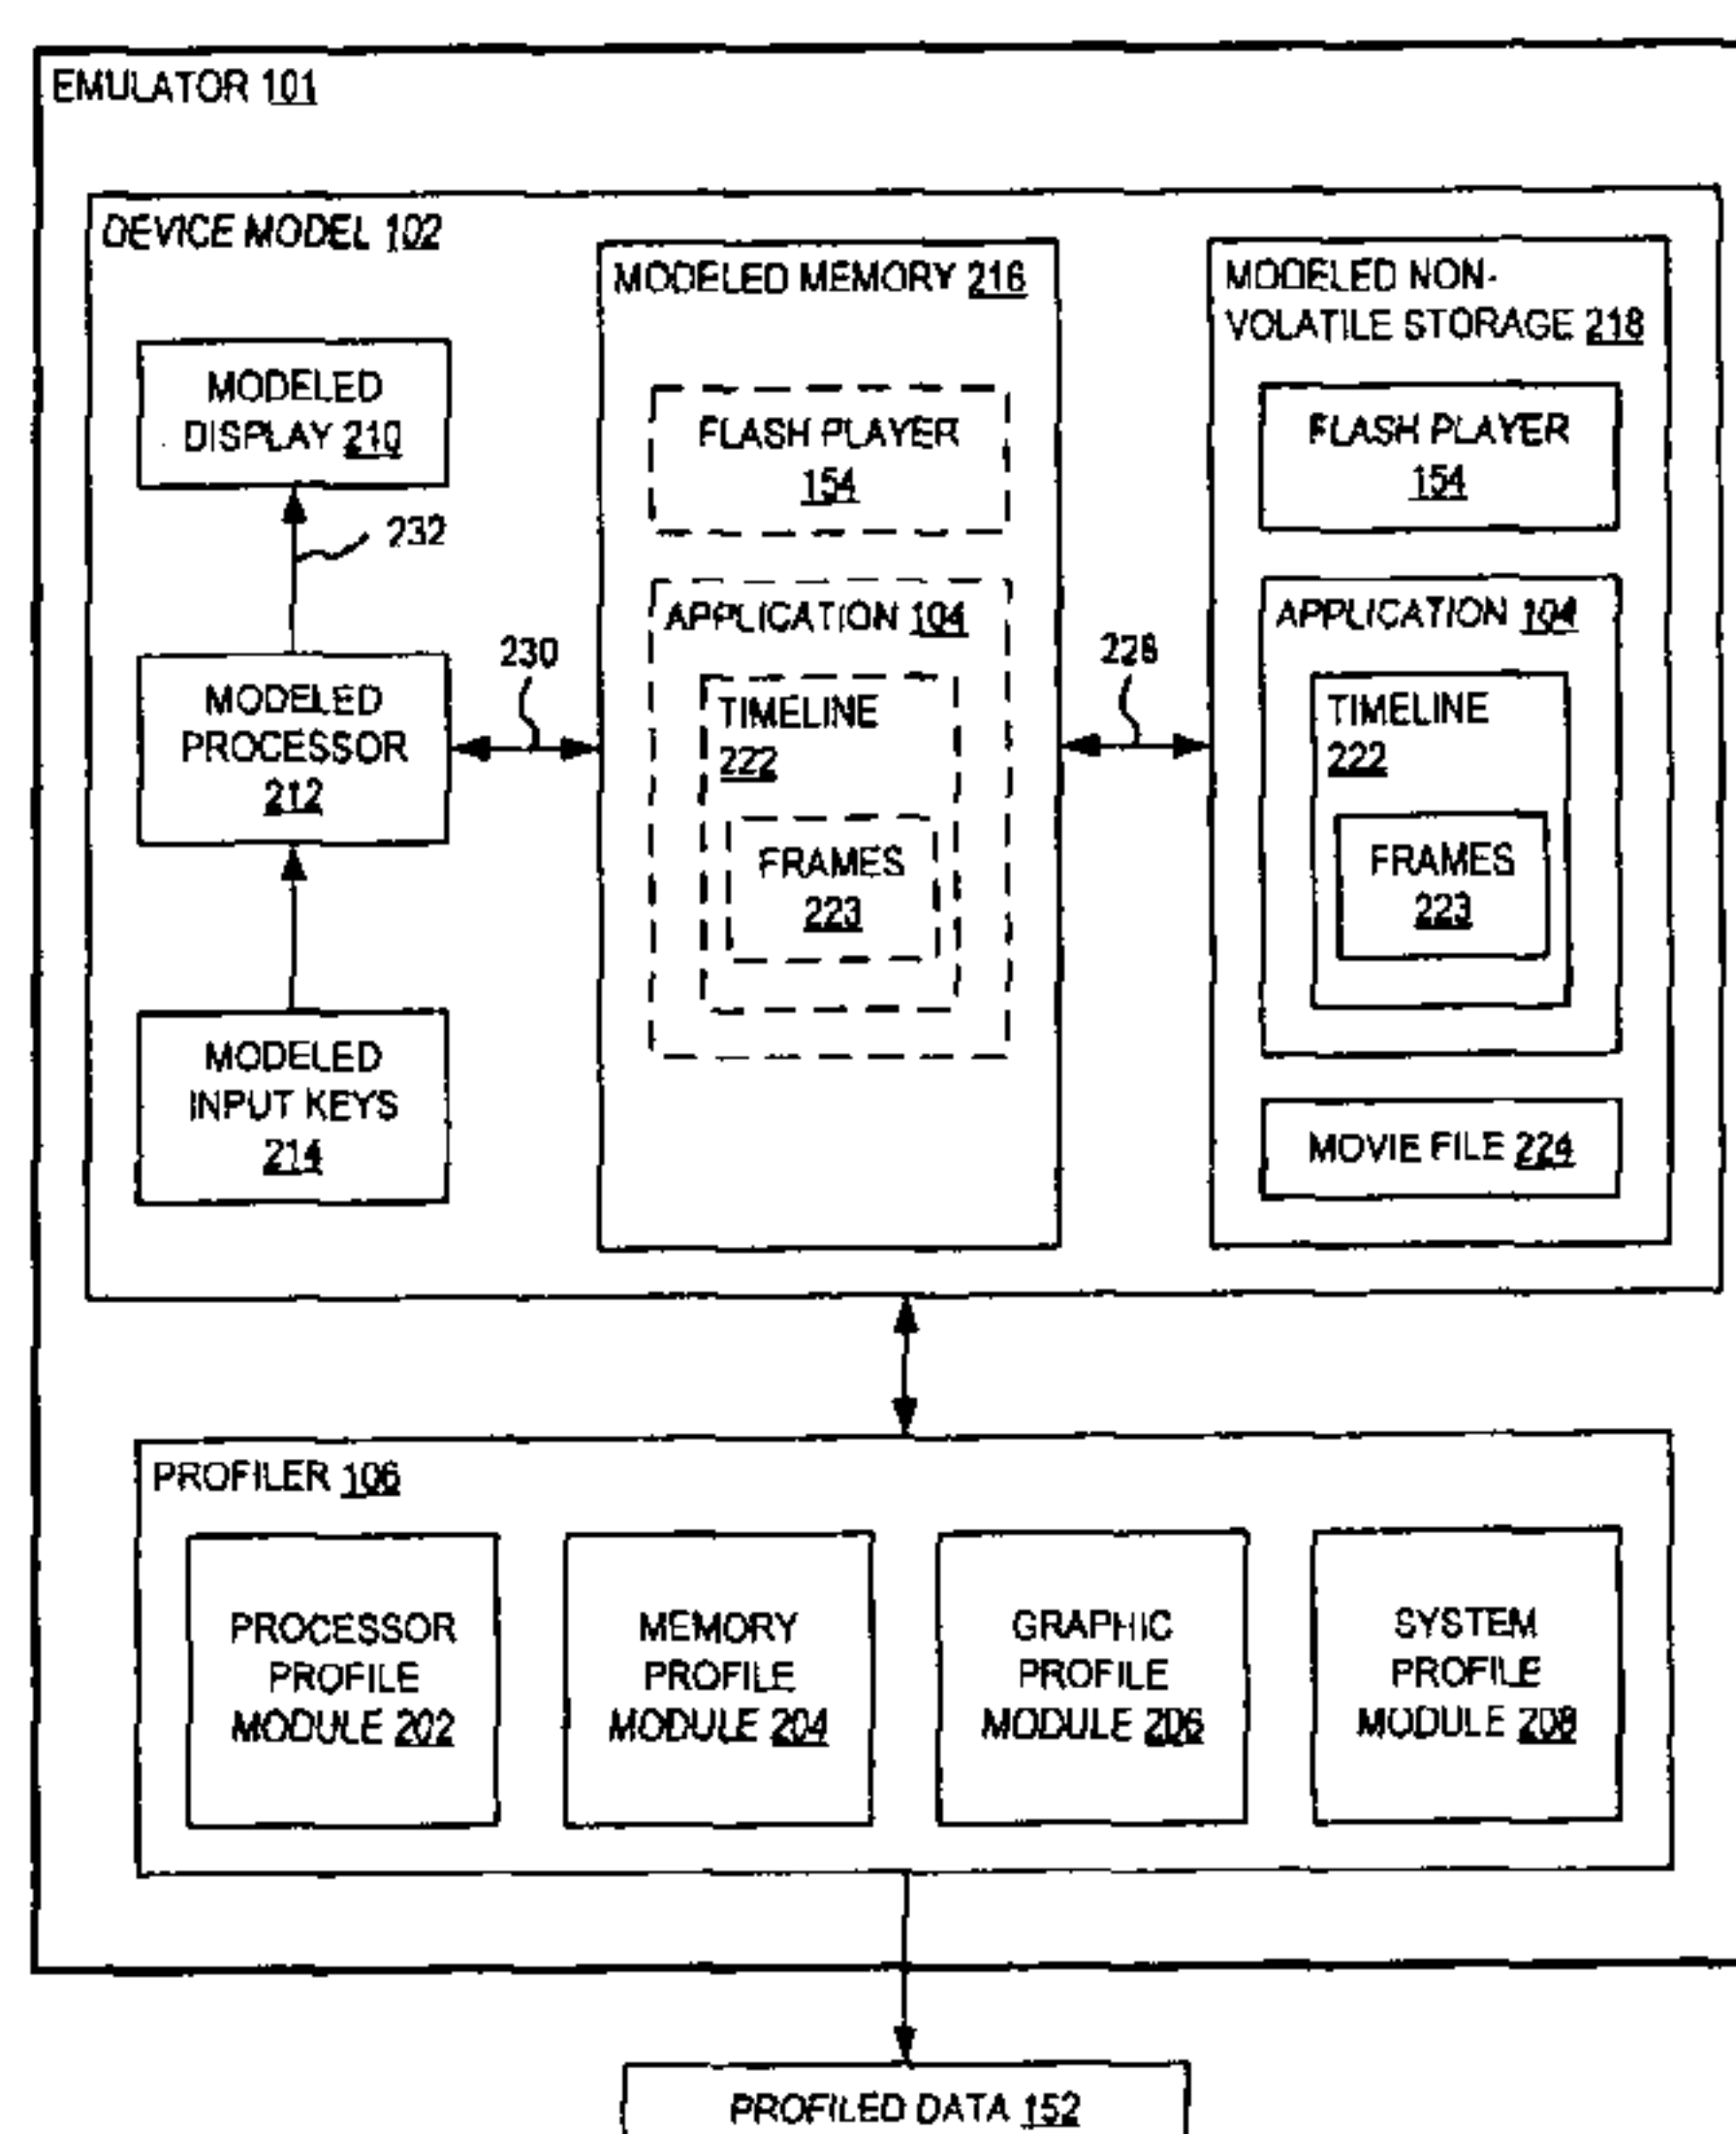 EMULATOR 101
DEVICE MODEL 102
MODELED
DISPLAY 210
232
MODELED
PROCESSOR
212
MODELED
INPUT KEYS
214
230
MODELED MEMORY 216
FLASH PLAYER
154
APPLICATION 104
TIMELINE
222
FRAMES
223
228
MODELED NON-
VOLATILE STORAGE 218
FLASH PLAYER
154
APPLICATION 104
TIMELINE
222
FRAMES
223
MOVIE FILE 224
PROFILER 106
PROCESSOR
PROFILE
MODULE 202
MEMORY
PROFILE
MODULE 204
GRAPHIC
PROFILE
MODULE 206
SYSTEM
PROFILE
MODULE 208
PROFILED DATA 152